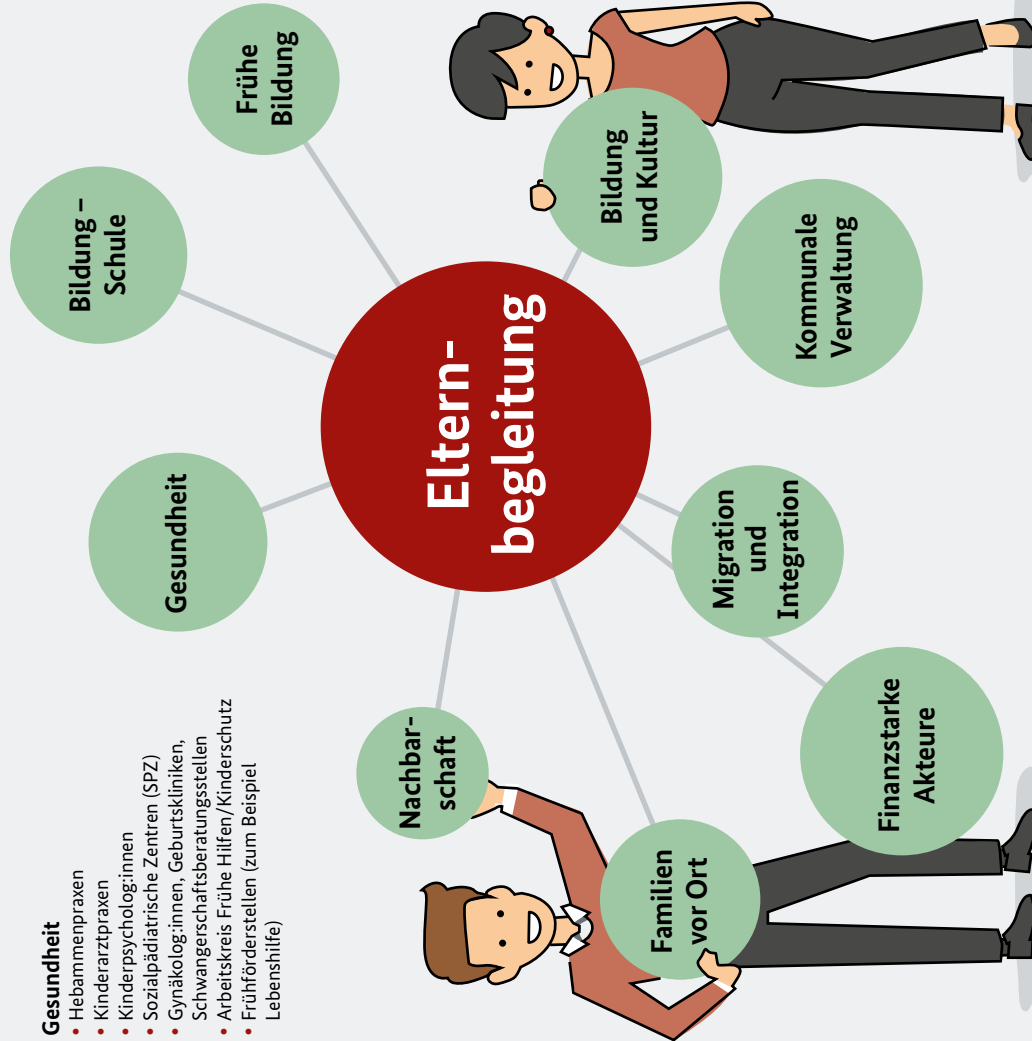 Gesundheit
• Hebammenpraxen
• Kinderarztpraxen
• Kinderpsycholog:innen
• Sozialpädiatrische Zentren (SPZ)
• Gynäkolog:innen, Geburtskliniken,
Schwangerschaftsberatungsstellen
• Arbeitskreis Frühe Hilfen/Kinderschutz
• Frühförderstellen (zum Beispiel
Lebenshilfe)
Gesundheit
Bildung –
Schule
Frühe
Bildung
Nachbar-
schaft
Eltern-
begleitung
Bildung
und Kultur
Familien
vor Ort
Migration
und
Integration
Kommunale
Verwaltung
Finanzstarke
Akteure